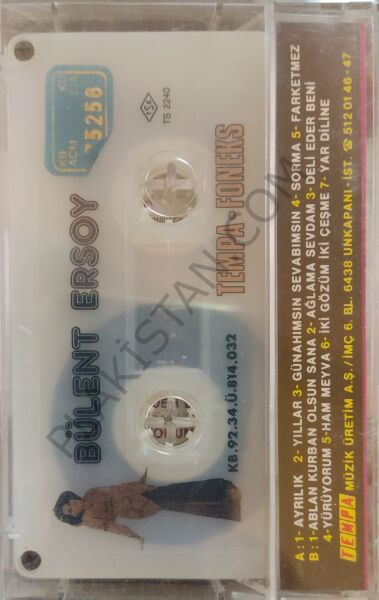 BÜLENT ERSOY
TEMPA - FONEKS
KB.92.34.Ü.814.032
TSE
TS 2240
5258
A: 1- AYRILIK 2- YILLAR 3- GÜNAHIMSIN SEVABIMSIN 4- SORMA 5- FARKETMEZ
B: 1- ABLAN KURBAN OLSUN SANA 2- AĞLAMA SEVDAM 3- DELİ EDER BENİ
4-YÜRÜYORUM 5-HAM MEYVA 6- İKİ GÖZÜM İKİ ÇEŞME 7- YAR DİLİNE
TEMPA MÜZİK ÜRETİM A.Ş./ İMÇ 6. BL. 6438 UNKAPANI - İST. ☎ 512 01 46 - 47
PLAKİSTAN.COM